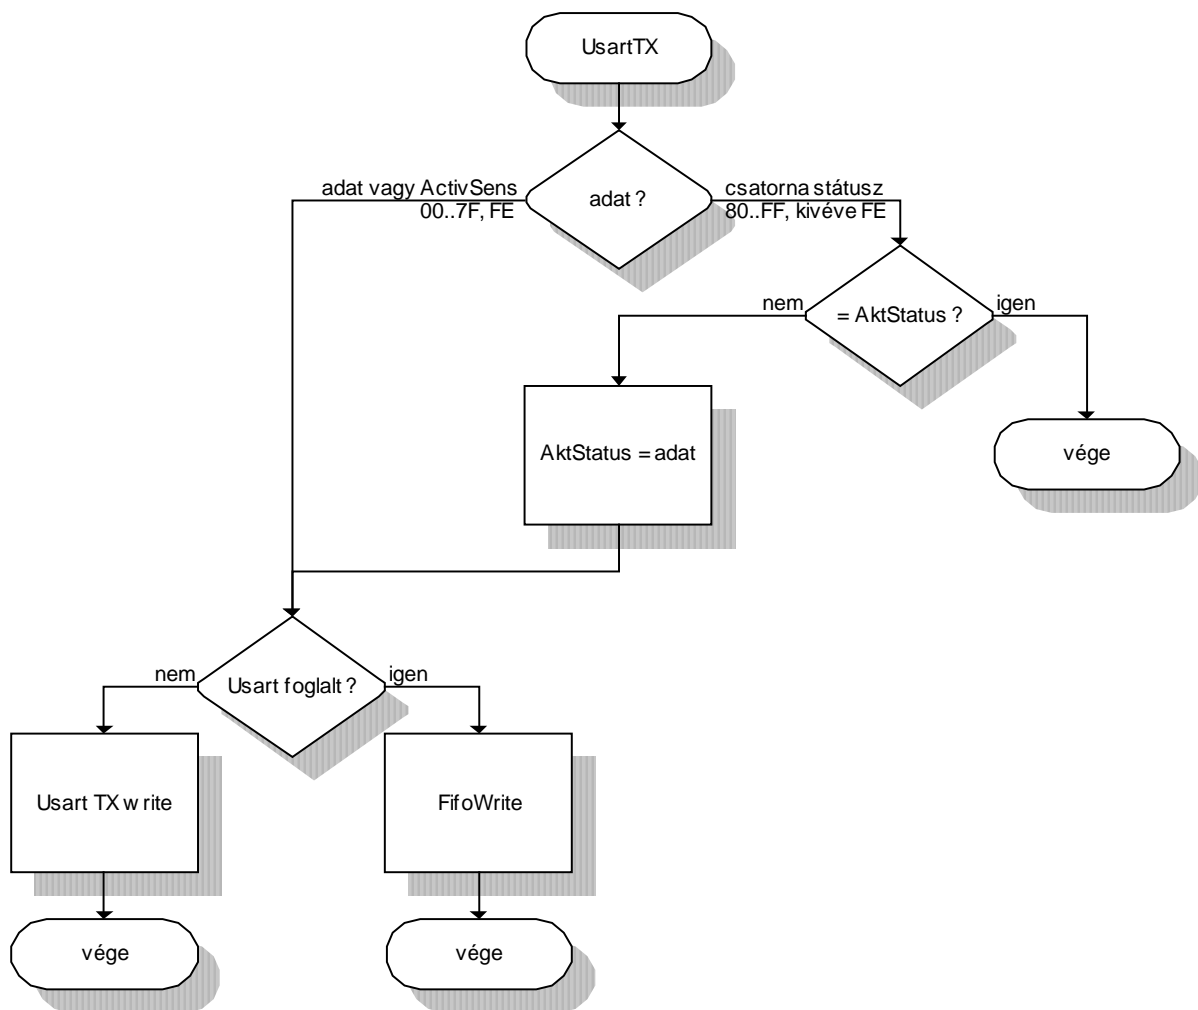 UsartTX
adat ?
adat vagy ActivSens
00..7F, FE
csatorna státusz
80..FF, kivéve FE
= AktStatus ?
nem
igen
AktStatus = adat
vége
Usart foglalt ?
nem
igen
Usart TX write
FifoWrite
vége
vége